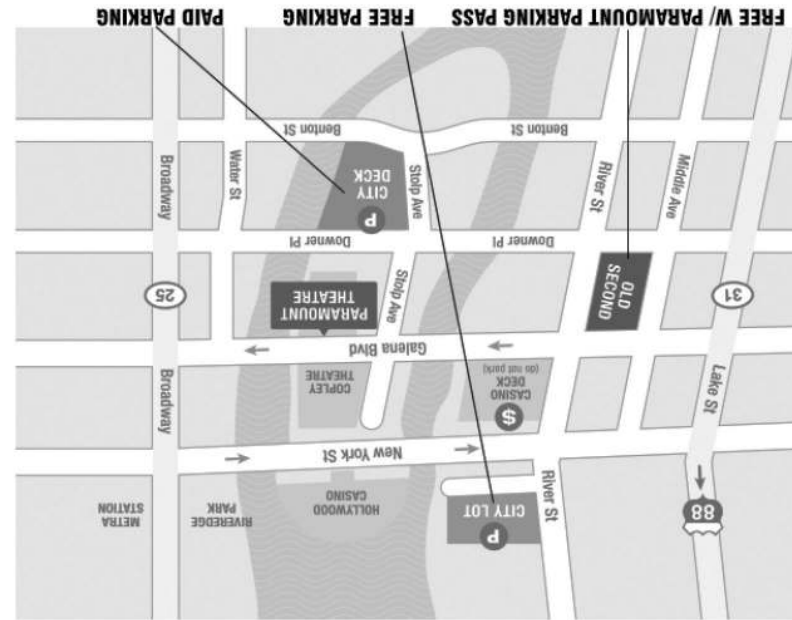 P
CITY LOT
88
HOLLYWOOD
CASINO
RIVEREDGE
PARK
METRA
STATION
River St
New York St
$
CASINO
DECK
(do not park)
Lake St
COPLEY
THEATRE
Broadway
Galena Blvd
31
OLD
SECOND
PARAMOUNT
THEATRE
Stolp Ave
25
Downer Pl
Downer Pl
P
CITY
DECK
Middle Ave
River St
Stolp Ave
Water St
Broadway
Benton St
Benton St
FREE W/ PARAMOUNT PARKING PASS
FREE PARKING
PAID PARKING